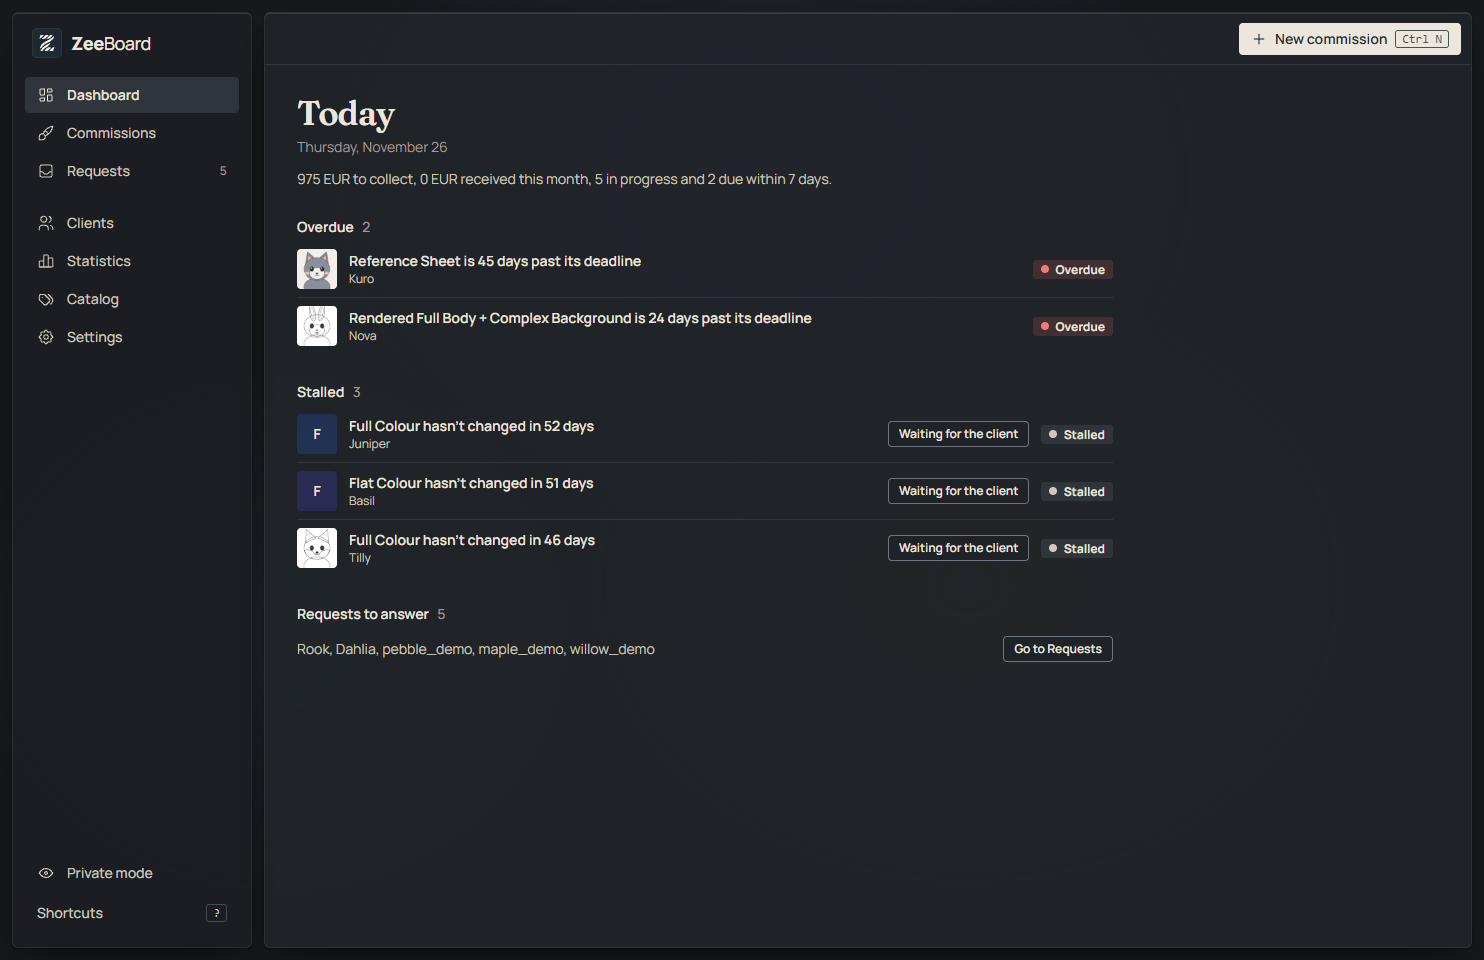 ZeeBoard
Dashboard
Commissions
Requests 5
Clients
Statistics
Catalog
Settings
Private mode
Shortcuts ?
New commission Ctrl N
Today
Thursday, November 26
975 EUR to collect, 0 EUR received this month, 5 in progress and 2 due within 7 days.
Overdue 2
Reference Sheet is 45 days past its deadline
Kuro
Overdue
Rendered Full Body + Complex Background is 24 days past its deadline
Nova
Overdue
Stalled 3
F
Full Colour hasn't changed in 52 days
Juniper
Waiting for the client
Stalled
F
Flat Colour hasn't changed in 51 days
Basil
Waiting for the client
Stalled
Full Colour hasn't changed in 46 days
Tilly
Waiting for the client
Stalled
Requests to answer 5
Rook, Dahlia, pebble_demo, maple_demo, willow_demo
Go to Requests